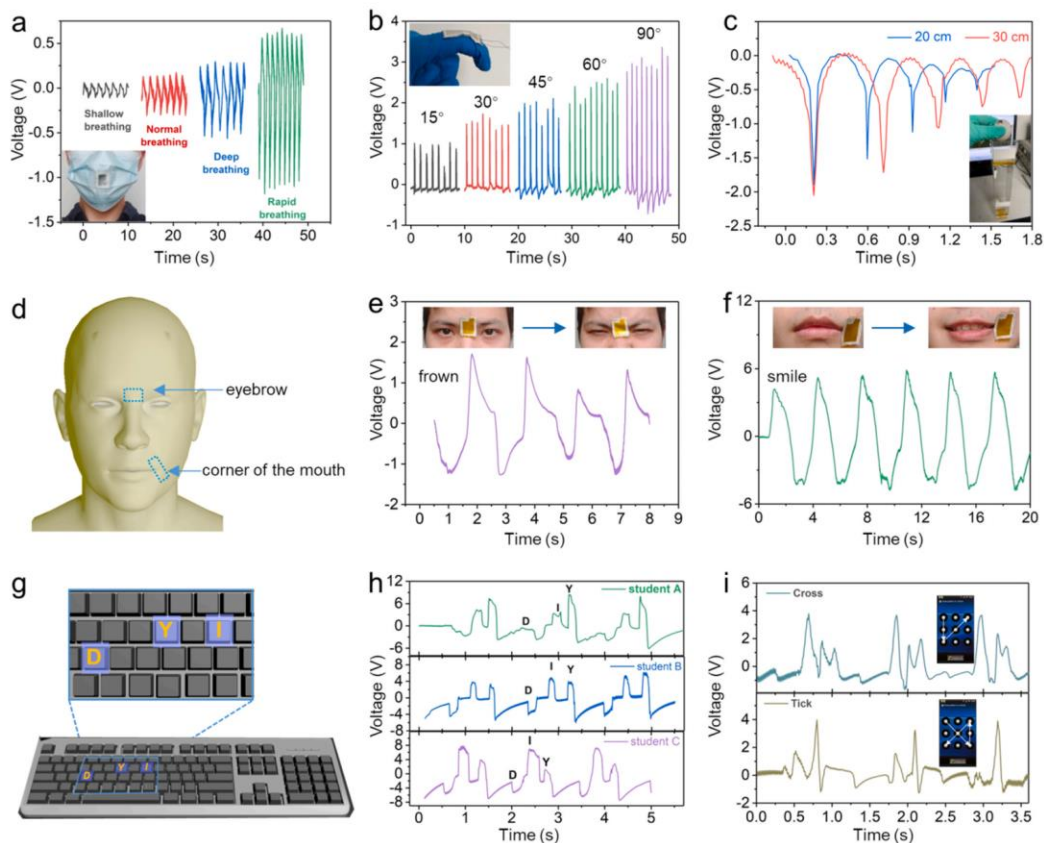 a
Voltage (V)
0.5
0.0
-0.5
-1.0
-1.5
Shallow
breathing
Normal
breathing
Deep
breathing
Rapid
breathing
0 10 20 30 40 50
Time (s)
b
Voltage (V)
4
3
2
1
0
-1
15°
30°
45°
60°
90°
0 10 20 30 40 50
Time (s)
c
Voltage (V)
20 cm 30 cm
0.0
-0.5
-1.0
-1.5
-2.0
-2.5
0.0 0.3 0.6 0.9 1.2 1.5 1.8
Time (s)
d
eyebrow
corner of the mouth
e
Voltage (V)
3
2
1
0
-1
-2
frown
0 1 2 3 4 5 6 7 8 9
Time (s)
f
Voltage (V)
12
6
0
-6
smile
0 4 8 12 16 20
Time (s)
g
Y I
D
D Y I
h
Voltage (V)
12
6
0
-6
student A
D I Y
8
4
0
-4
-8
student B
D I Y
8
4
0
-4
-8
student C
D I Y
0 1 2 3 4 5
Time (s)
i
Voltage (V)
6
4
2
0
Cross
4
2
0
-2
Tick
0.0 0.5 1.0 1.5 2.0 2.5 3.0 3.5
Time (s)